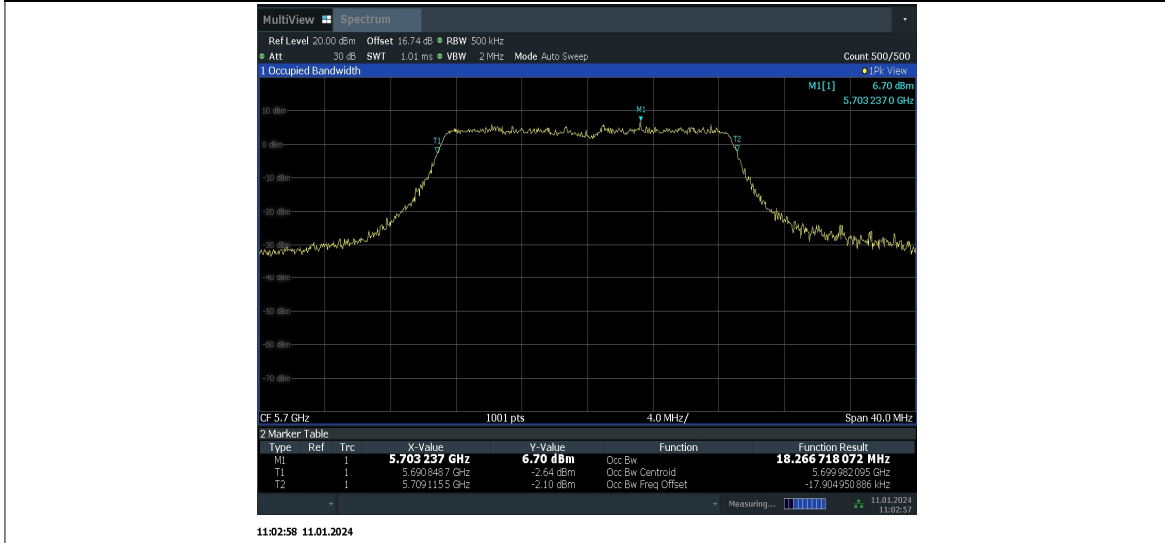 MultiView Spectrum
Ref Level 20.00 dBm Offset 16.74 dB RBW 500 kHz
Att 30 dB SWT 1.01 ms VBW 2 MHz Mode Auto Sweep Count 500/500
1 Occupied Bandwidth 1Pk View
M1[1] 6.70 dBm
5.703 237 0 GHz
10 dBm
M1
T1
T2
0 dBm
-10 dBm
-20 dBm
-30 dBm
-40 dBm
-50 dBm
-60 dBm
-70 dBm
CF 5.7 GHz 1001 pts 4.0 MHz/ Span 40.0 MHz
2 Marker Table
Type Ref Trc X-Value Y-Value Function Function Result
M1 1 5.703 237 GHz 6.70 dBm Occ Bw 18.266 718 072 MHz
T1 1 5.690 848 7 GHz -2.64 dBm Occ Bw Centroid 5.699 982 095 GHz
T2 1 5.709 115 5 GHz -2.10 dBm Occ Bw Freq Offset -17.904 950 886 kHz
Measuring... 11.01.2024
11:02:57
11:02:58 11.01.2024